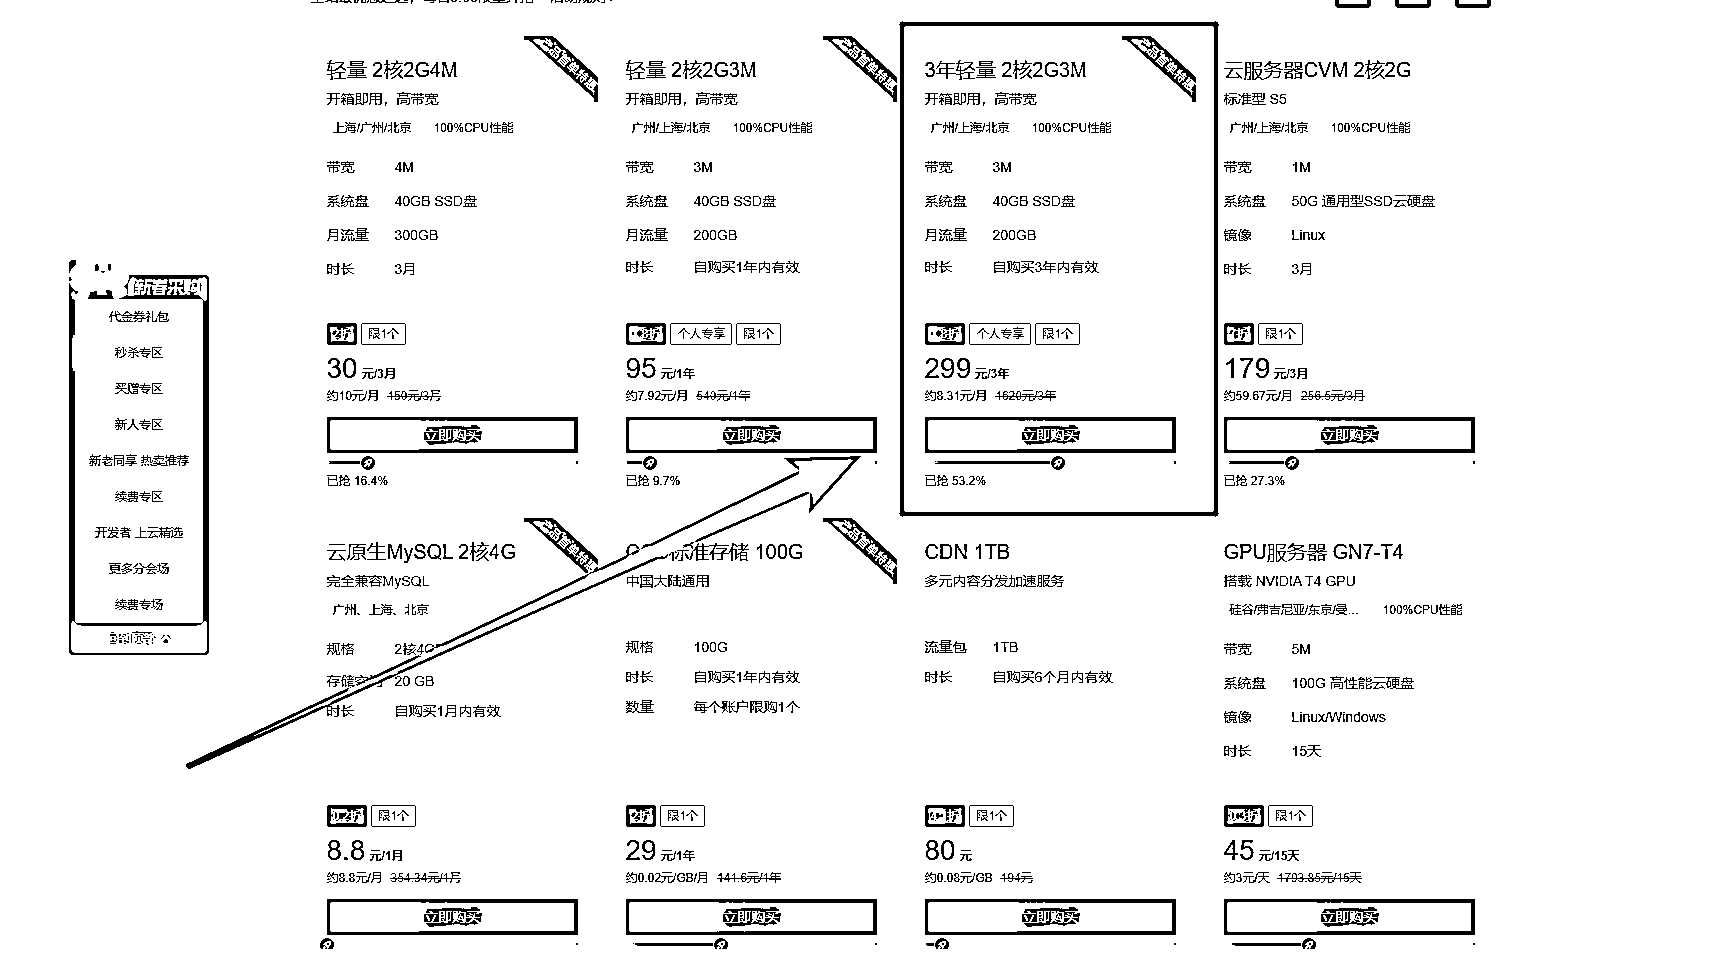 轻量 2核2G4M
开箱即用，高带宽
上海/广州/北京 100%CPU性能
带宽 4M
系统盘 40GB SSD盘
月流量 300GB
时长 3月
2折 限1个
30 元/3月
约10元/月 150元/3月
立即购买
已抢 16.4%
轻量 2核2G3M
开箱即用，高带宽
广州/上海/北京 100%CPU性能
带宽 3M
系统盘 40GB SSD盘
月流量 200GB
时长 自购买1年内有效
个人专享 限1个
95 元/1年
约7.92元/月 540元/1年
立即购买
已抢 9.7%
3年轻量 2核2G3M
开箱即用，高带宽
广州/上海/北京 100%CPU性能
带宽 3M
系统盘 40GB SSD盘
月流量 200GB
时长 自购买3年内有效
个人专享 限1个
299 元/3年
约8.31元/月 1620元/3年
立即购买
已抢 53.2%
云服务器CVM 2核2G
标准型 S5
广州/上海/北京 100%CPU性能
带宽 1M
系统盘 50G 通用型SSD云硬盘
镜像 Linux
时长 3月
限1个
179 元/3月
约59.67元/月 256.5元/3月
立即购买
已抢 27.3%
新春采购
代金券礼包
秒杀专区
买赠专区
新人专区
新老同享 热卖推荐
续费专区
开发者 上云精选
更多分会场
续费专场
云原生MySQL 2核4G
完全兼容MySQL
广州、上海、北京
规格 2核4G
存储空间 20 GB
时长 自购买1月内有效
限1个
8.8 元/1月
约8.8元/月 354.34元/1月
立即购买
标准存储 100G
中国大陆通用
规格 100G
时长 自购买1年内有效
数量 每个账户限购1个
2折 限1个
29 元/1年
约0.02元/GB/月 141.6元/1年
立即购买
CDN 1TB
多元内容分发加速服务
流量包 1TB
时长 自购买6个月内有效
限1个
80 元
约0.08元/GB 194元
立即购买
GPU服务器 GN7-T4
搭载 NVIDIA T4 GPU
硅谷/弗吉尼亚/东京/曼... 100%CPU性能
带宽 5M
系统盘 100G 高性能云硬盘
镜像 Linux/Windows
时长 15天
限1个
45 元/15天
约3元/天 1793.85元/15天
立即购买